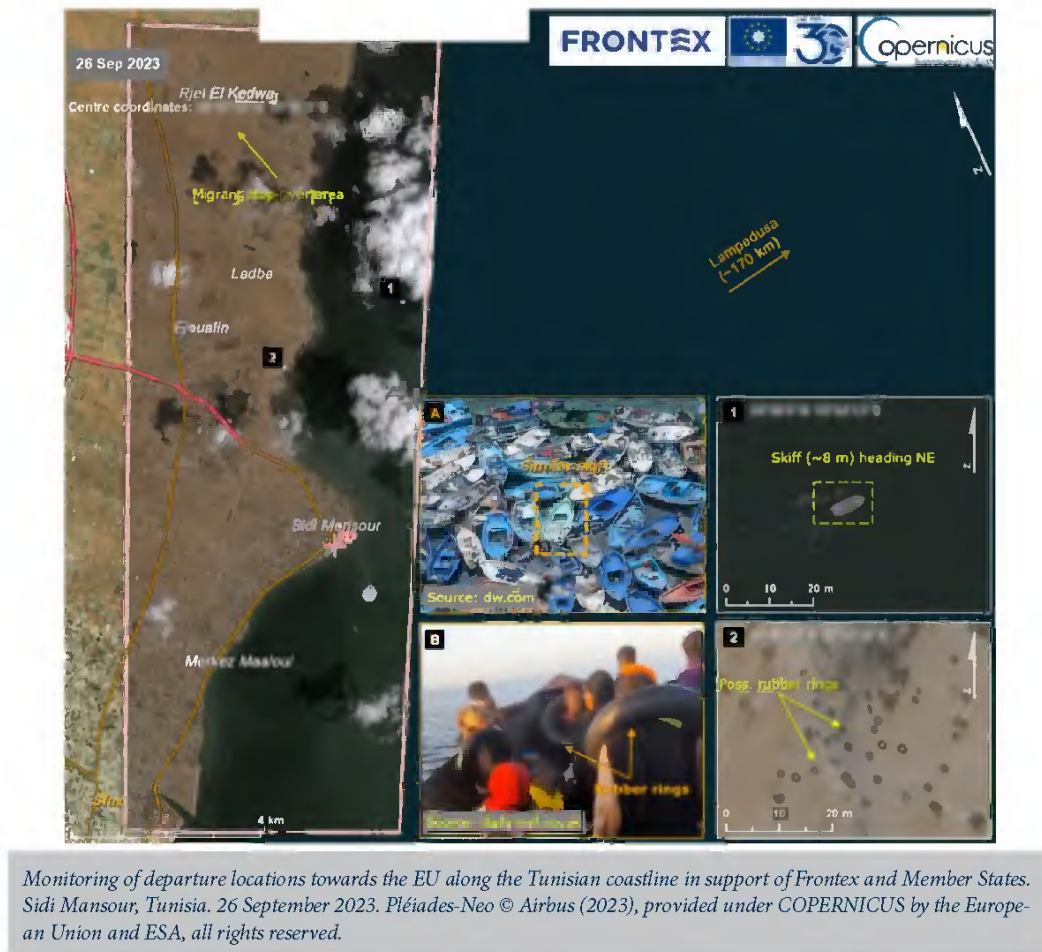 FRONTEX
opernicus
26 Sep 2023
Rjel El Kedwa
Centre coordinates:
Migrant stop-over area
Lampedusa
(~170 km)
Ladba
1
Ejoualin
2
Sidi Mansour
Merkez Maaloul
4 km
A
Similar skiff
Source: dw.com
1
Skiff (~8 m) heading NE
N
0 10 20 m
B
Rubber rings
2
Poss. rubber rings
N
0 10 20 m
Monitoring of departure locations towards the EU along the Tunisian coastline in support of Frontex and Member States.
Sidi Mansour, Tunisia. 26 September 2023. Pléiades-Neo © Airbus (2023), provided under COPERNICUS by the Europe-
an Union and ESA, all rights reserved.